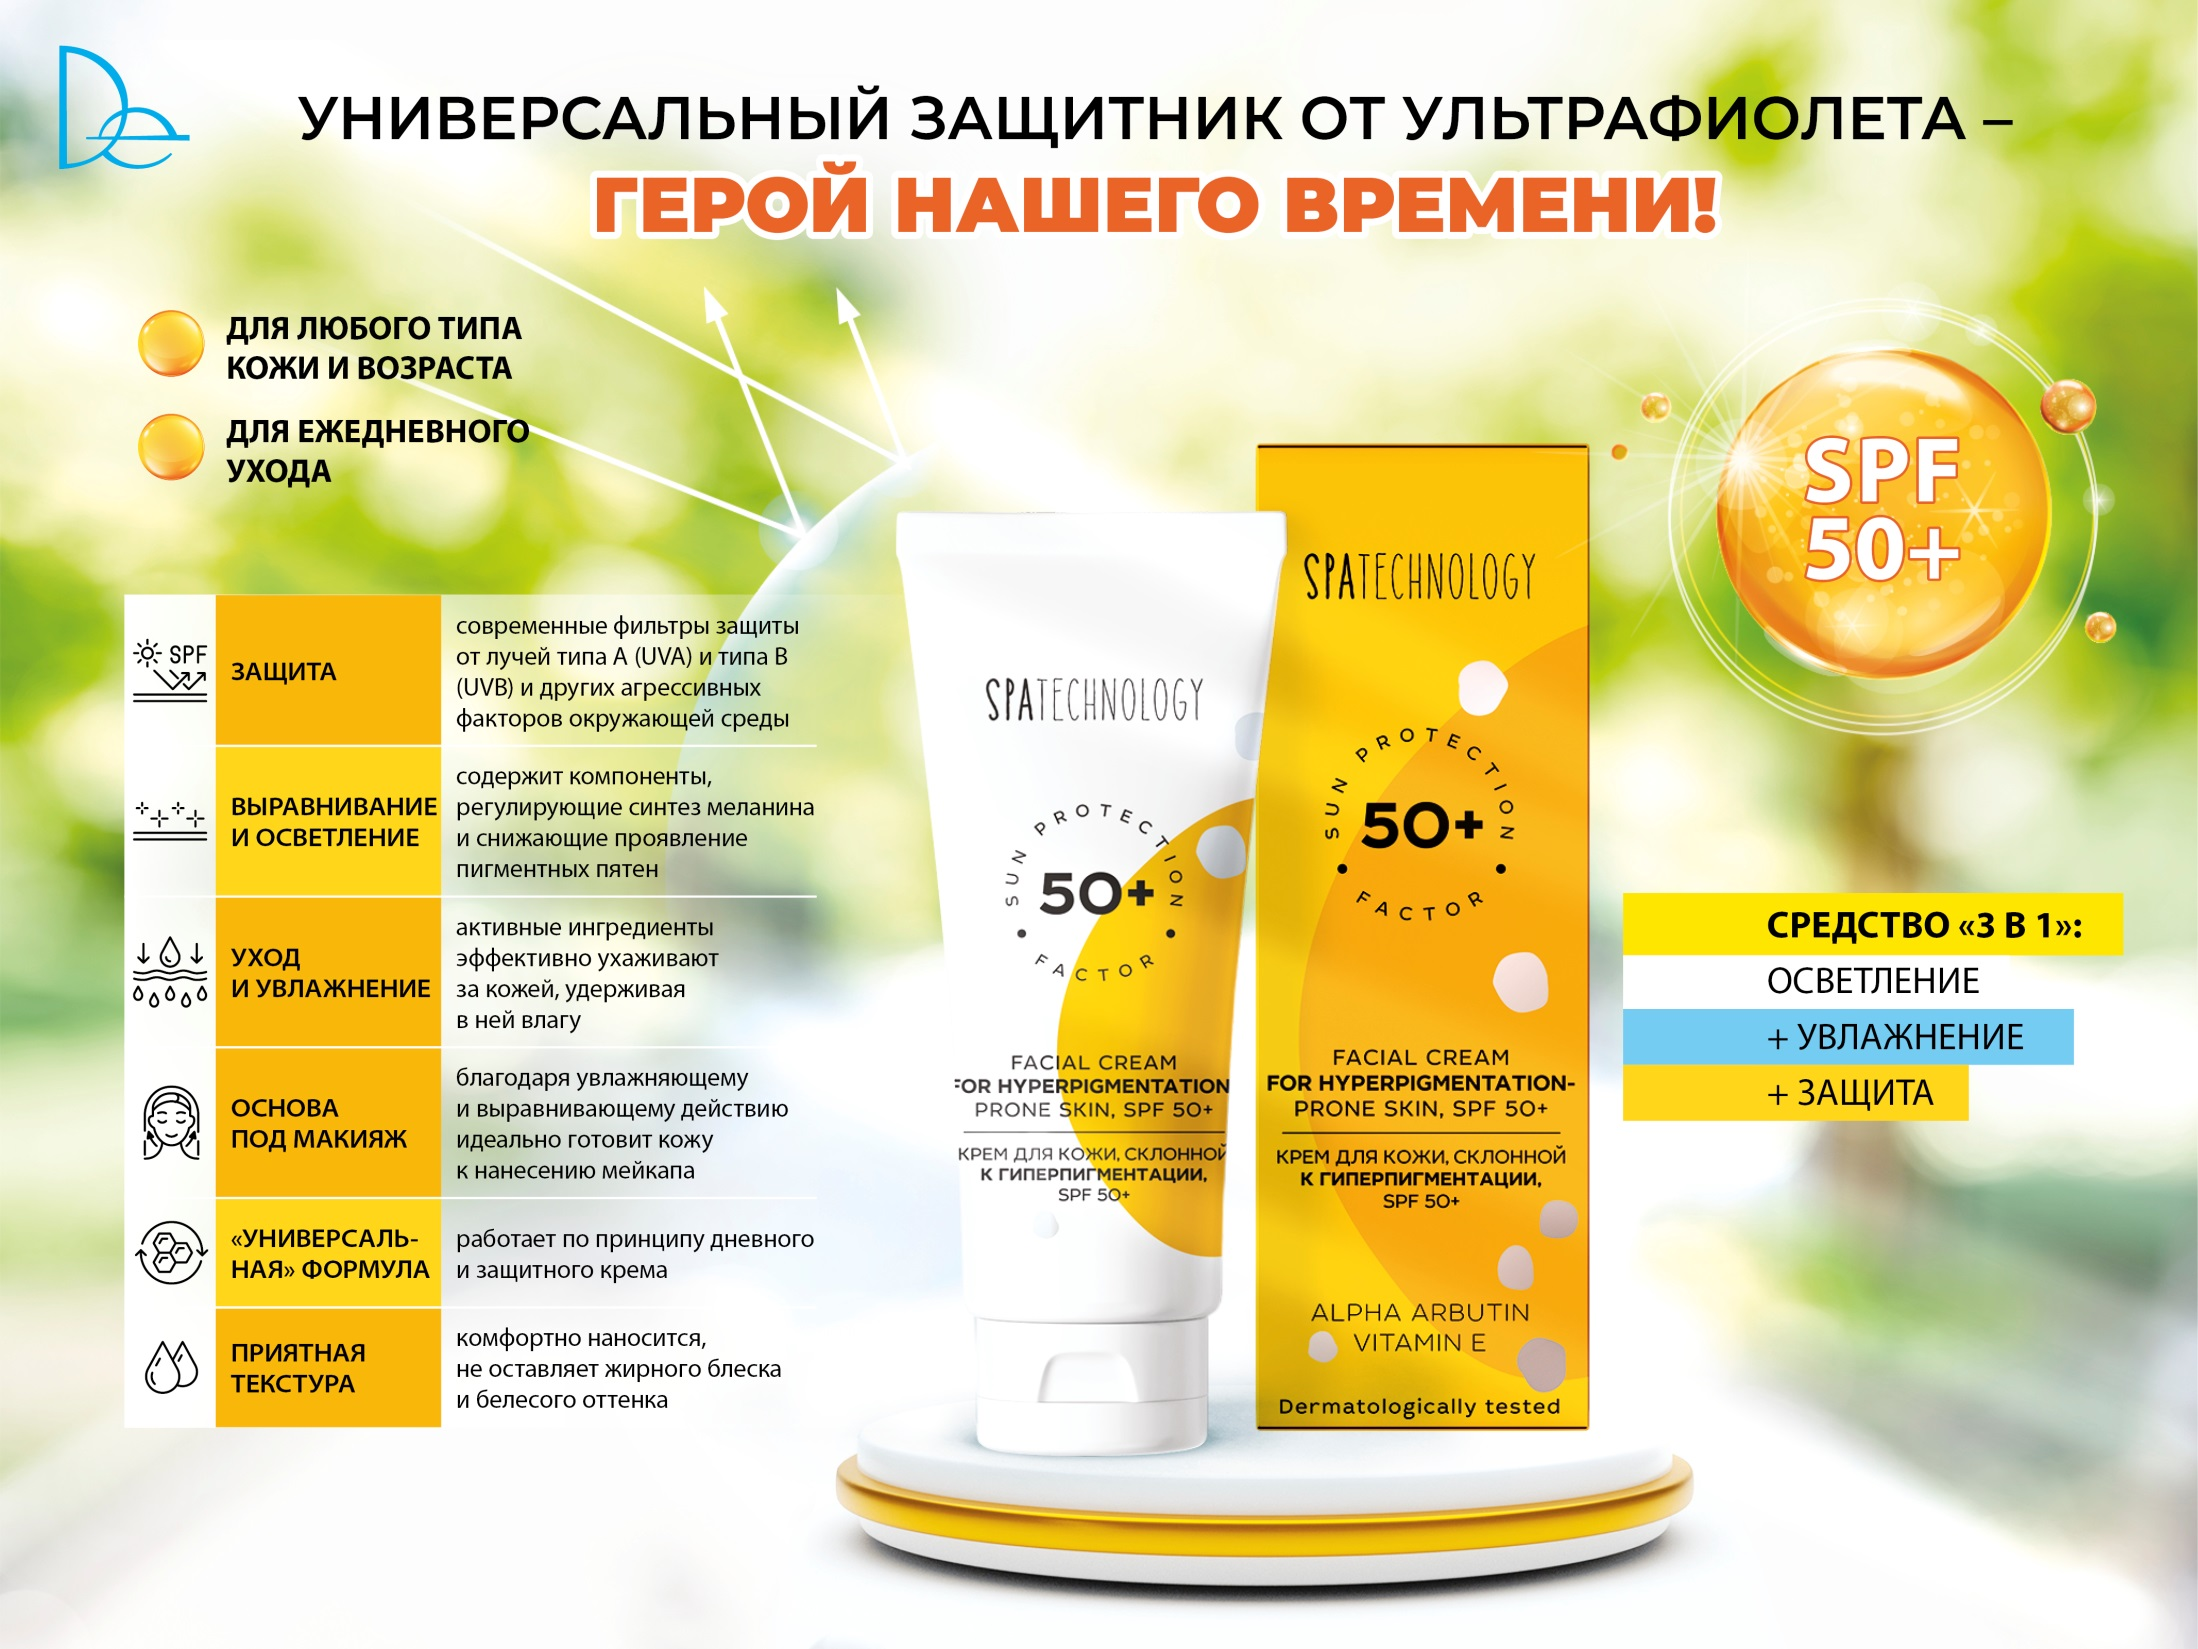 УНИВЕРСАЛЬНЫЙ ЗАЩИТНИК ОТ УЛЬТРАФИОЛЕТА –
ГЕРОЙ НАШЕГО ВРЕМЕНИ!
ДЛЯ ЛЮБОГО ТИПА
КОЖИ И ВОЗРАСТА
ДЛЯ ЕЖЕДНЕВНОГО
УХОДА
SPF
ЗАЩИТА
современные фильтры защиты
от лучей типа А (UVA) и типа В
(UVB) и других агрессивных
факторов окружающей среды
ВЫРАВНИВАНИЕ
И ОСВЕТЛЕНИЕ
содержит компоненты,
регулирующие синтез меланина
и снижающие проявление
пигментных пятен
УХОД
И УВЛАЖНЕНИЕ
активные ингредиенты
эффективно ухаживают
за кожей, удерживая
в ней влагу
ОСНОВА
ПОД МАКИЯЖ
благодаря увлажняющему
и выравнивающему действию
идеально готовит кожу
к нанесению мейкапа
«УНИВЕРСАЛЬ-
НАЯ» ФОРМУЛА
работает по принципу дневного
и защитного крема
ПРИЯТНАЯ
ТЕКСТУРА
комфортно наносится,
не оставляет жирного блеска
и белесого оттенка
SPATECHNOLOGY
SUN PROTECTION
50+
FACTOR
FACIAL CREAM
FOR HYPERPIGMENTATION
PRONE SKIN, SPF 50+
КРЕМ ДЛЯ КОЖИ, СКЛОННОЙ
К ГИПЕРПИГМЕНТАЦИИ,
SPF 50+
SPATECHNOLOGY
SUN PROTECTION
50+
FACTOR
FACIAL CREAM
FOR HYPERPIGMENTATION-
PRONE SKIN, SPF 50+
КРЕМ ДЛЯ КОЖИ, СКЛОННОЙ
К ГИПЕРПИГМЕНТАЦИИ,
SPF 50+
ALPHA ARBUTIN
VITAMIN E
Dermatologically tested
SPF
50+
СРЕДСТВО «3 В 1»:
ОСВЕТЛЕНИЕ
+ УВЛАЖНЕНИЕ
+ ЗАЩИТА